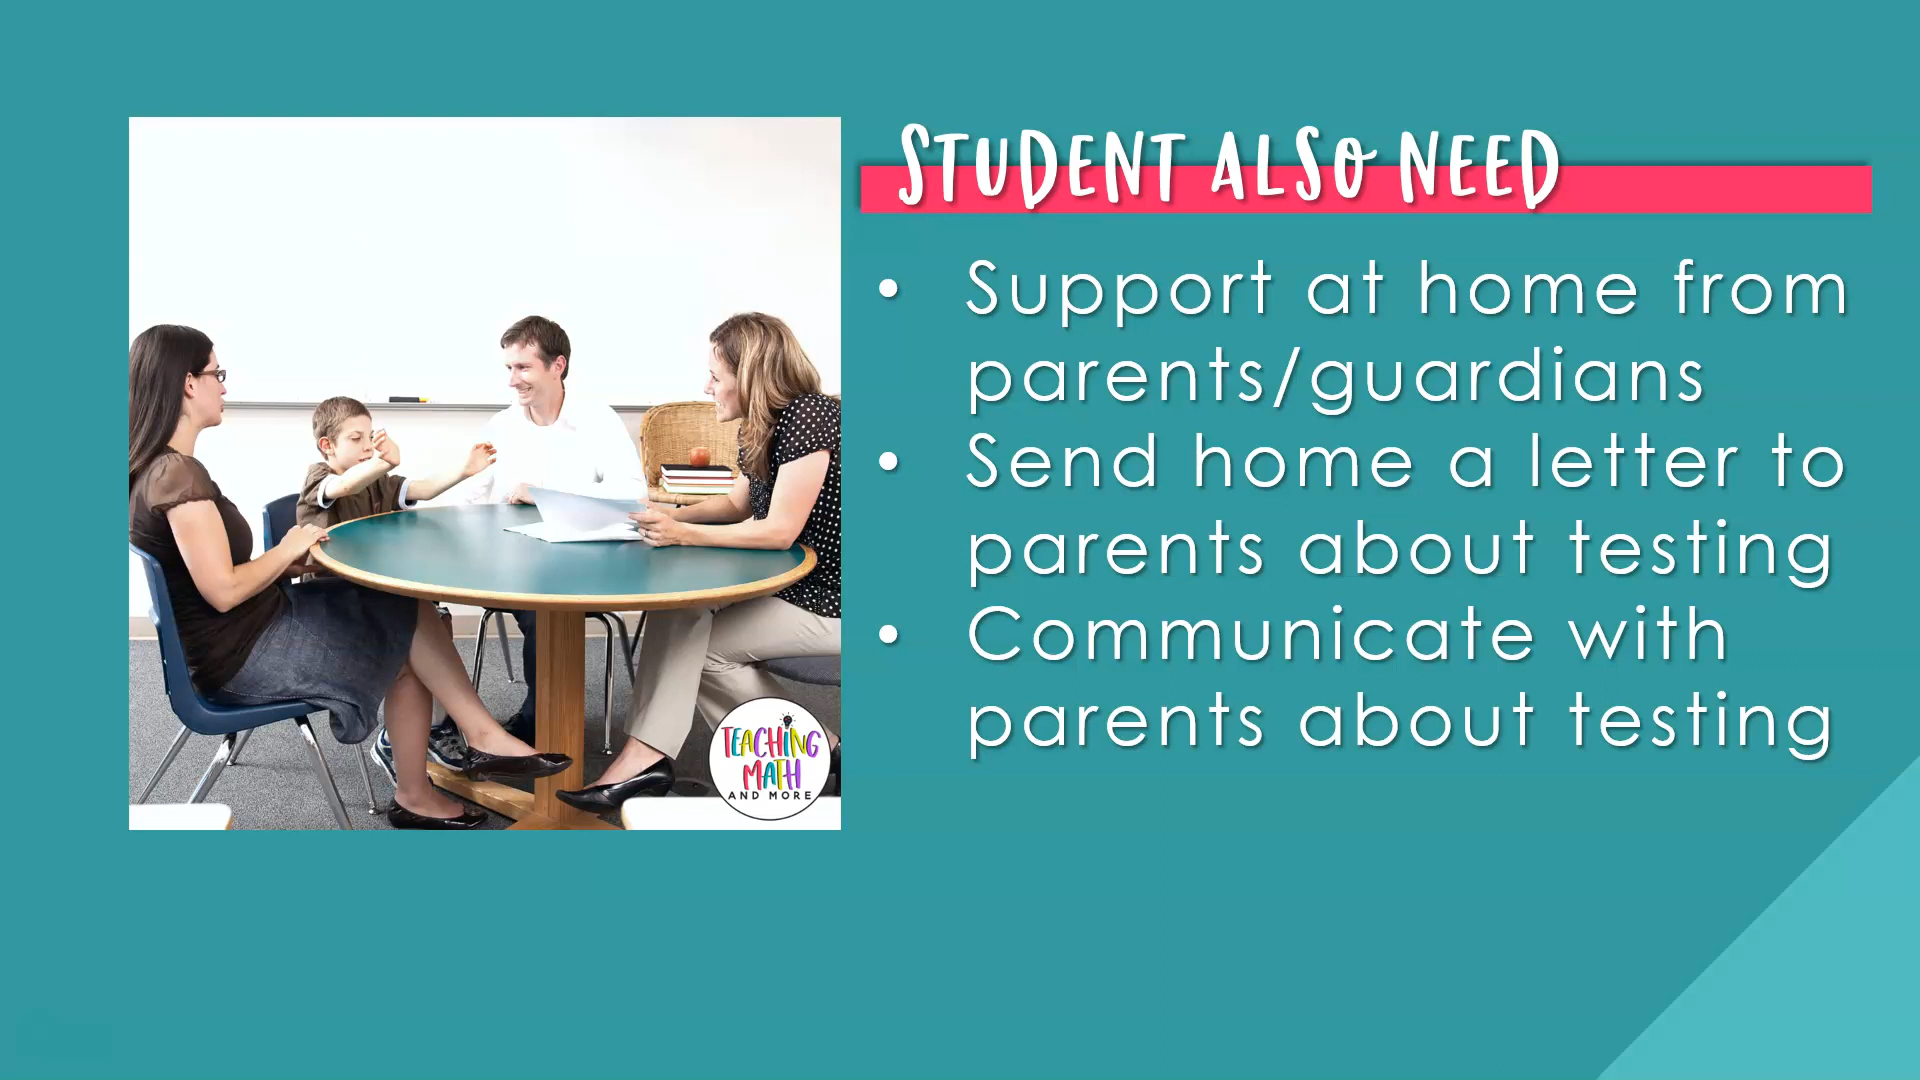 STUDENT ALSO NEED
• Support at home from
parents/guardians
• Send home a letter to
parents about testing
• Communicate with
parents about testing
TEACHING
MATH
AND MORE